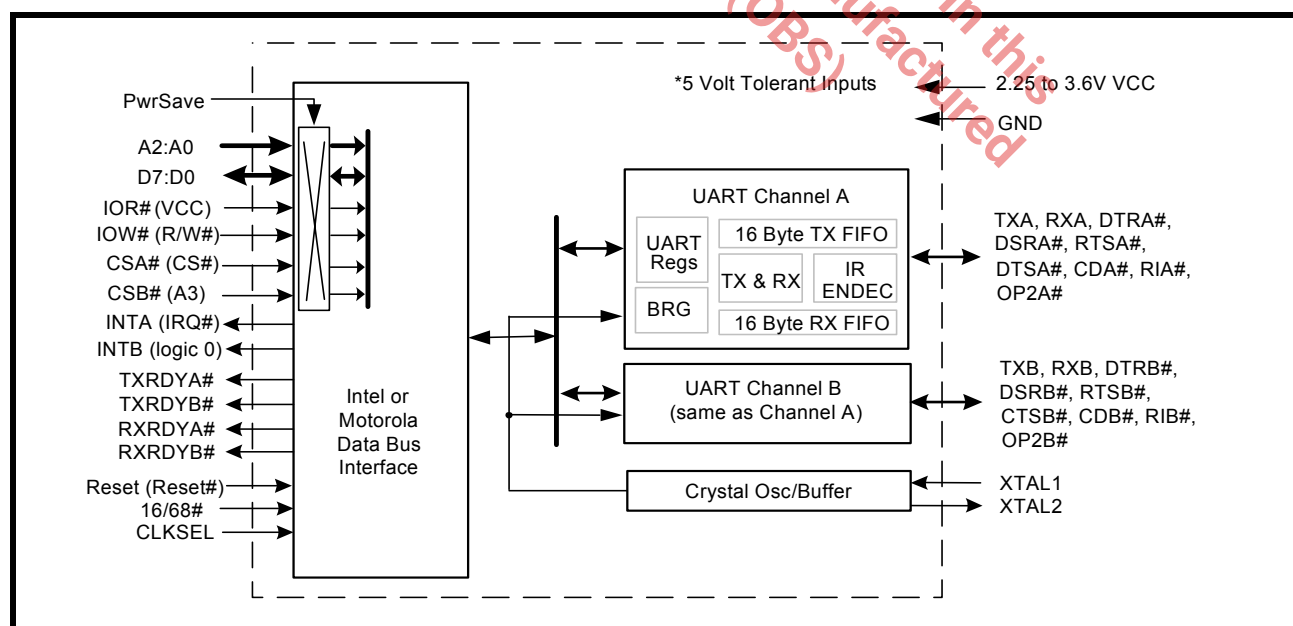 in this
nufactured
(OBS)
*5 Volt Tolerant Inputs
2.25 to 3.6V VCC
GND
PwrSave
A2:A0
D7:D0
IOR# (VCC)
IOW# (R/W#)
CSA# (CS#)
CSB# (A3)
INTA (IRQ#)
INTB (logic 0)
TXRDYA#
TXRDYB#
RXRDYA#
RXRDYB#
Reset (Reset#)
16/68#
CLKSEL
Intel or
Motorola
Data Bus
Interface
UART Channel A
UART
Regs
BRG
16 Byte TX FIFO
TX & RX
IR
ENDEC
16 Byte RX FIFO
UART Channel B
(same as Channel A)
Crystal Osc/Buffer
TXA, RXA, DTRA#,
DSRA#, RTSA#,
DTSA#, CDA#, RIA#,
OP2A#
TXB, RXB, DTRB#,
DSRB#, RTSB#,
CTSB#, CDB#, RIB#,
OP2B#
XTAL1
XTAL2